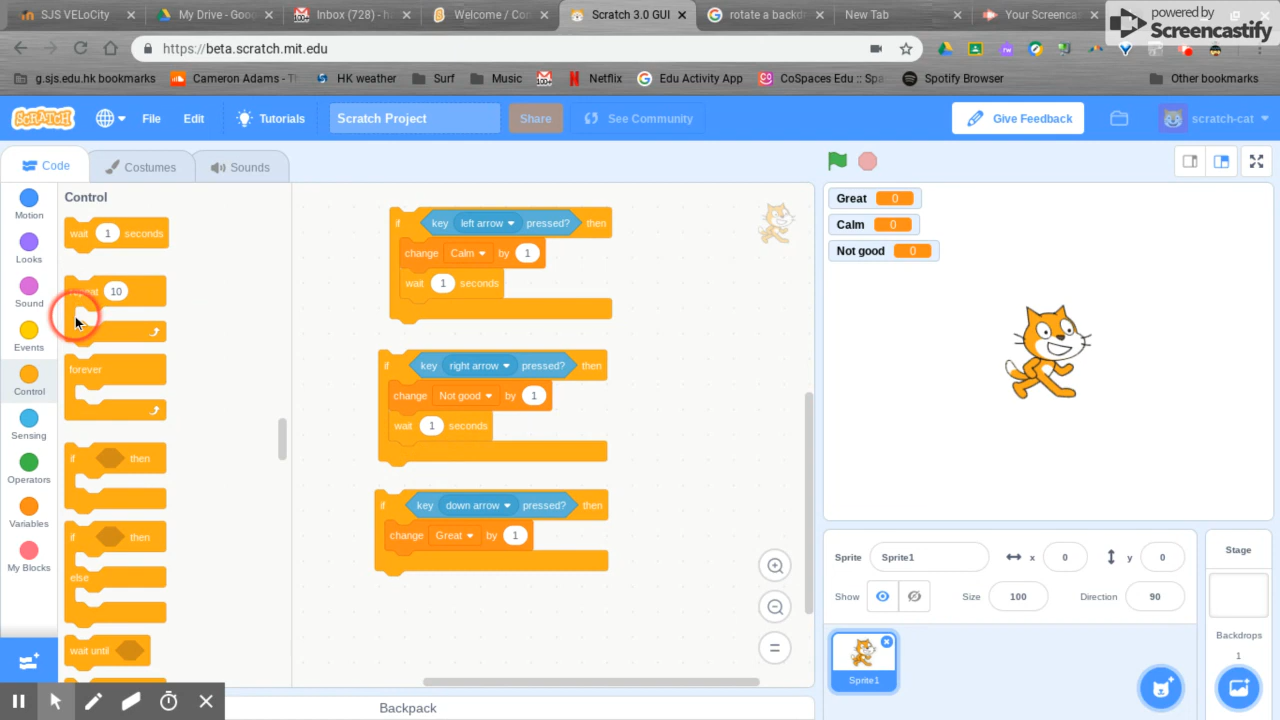 SJS VELiCity
My Drive - Goog
Inbox (728) - h
Welcome / Con
Scratch 3.0 GUI
rotate a backd
New Tab
Your Screencas
powered by
Screencastify
https://beta.scratch.mit.edu
g.sjs.edu.hk bookmarks
Cameron Adams - T
HK weather
Surf
Music
Netflix
Edu Activity App
CoSpaces Edu :: Spa
Spotify Browser
Other bookmarks
SCRATCH
File
Edit
Tutorials
Scratch Project
Share
See Community
Give Feedback
scratch-cat
Code
Costumes
Sounds
Motion
Looks
Sound
Events
Control
Sensing
Operators
Variables
My Blocks
Control
wait 1 seconds
repeat 10
forever
if then
if then
else
wait until
if key left arrow pressed? then
change Calm by 1
wait 1 seconds
if key right arrow pressed? then
change Not good by 1
wait 1 seconds
if key down arrow pressed? then
change Great by 1
Backpack
Great 0
Calm 0
Not good 0
Sprite Sprite1 x 0 y 0
Show Size 100 Direction 90
Sprite1
Stage
Backdrops
1